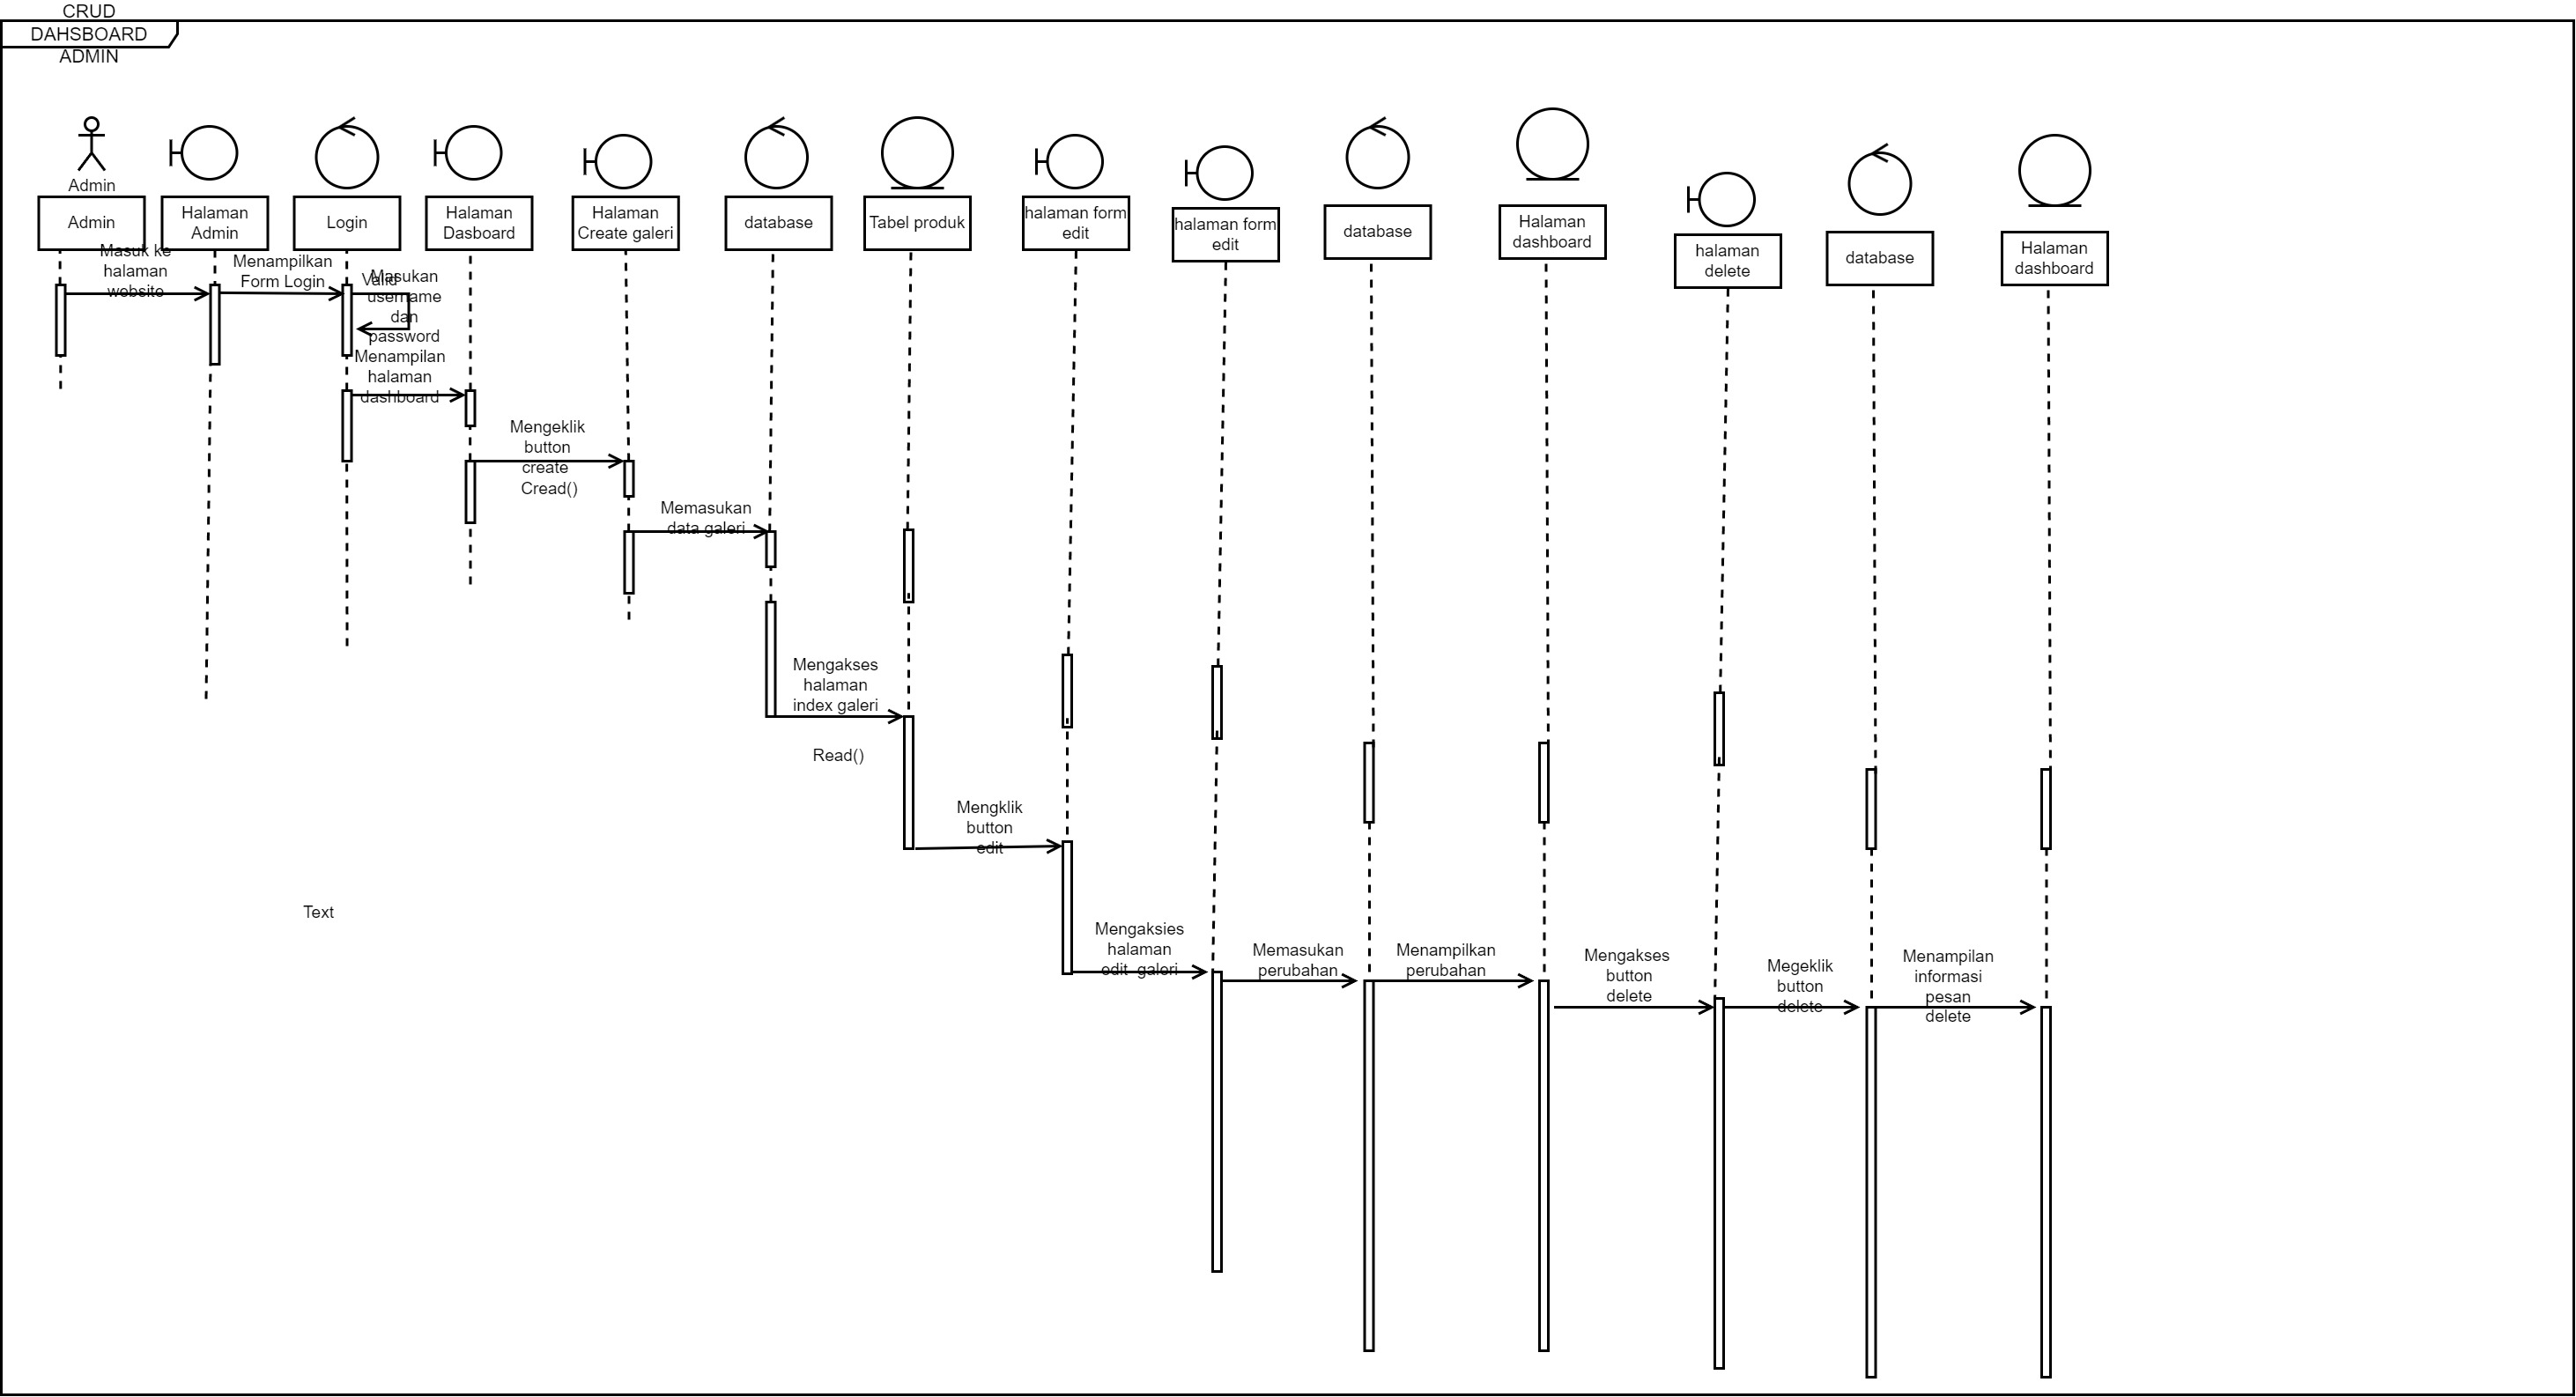 CRUD
DAHSBOARD
ADMIN
Admin
Admin
Halaman
Admin
Login
Halaman
Dasboard
Halaman
Create galeri
database
Tabel produk
halaman form
edit
halaman form
edit
database
Halaman
dashboard
halaman
delete
database
Halaman
dashboard
Masuk ke
halaman
website
Menampilkan
Form Login
Valid
Masukan
username
dan
password
Menampilan
halaman
dashboard
Mengeklik
button
create
Cread()
Memasukan
data galeri
Mengakses
halaman
index galeri
Read()
Mengklik
button
edit
Text
Mengaksies
halaman
edit galeri
Memasukan
perubahan
Menampilkan
perubahan
Mengakses
button
delete
Megeklik
button
delete
Menampilan
informasi
pesan
delete